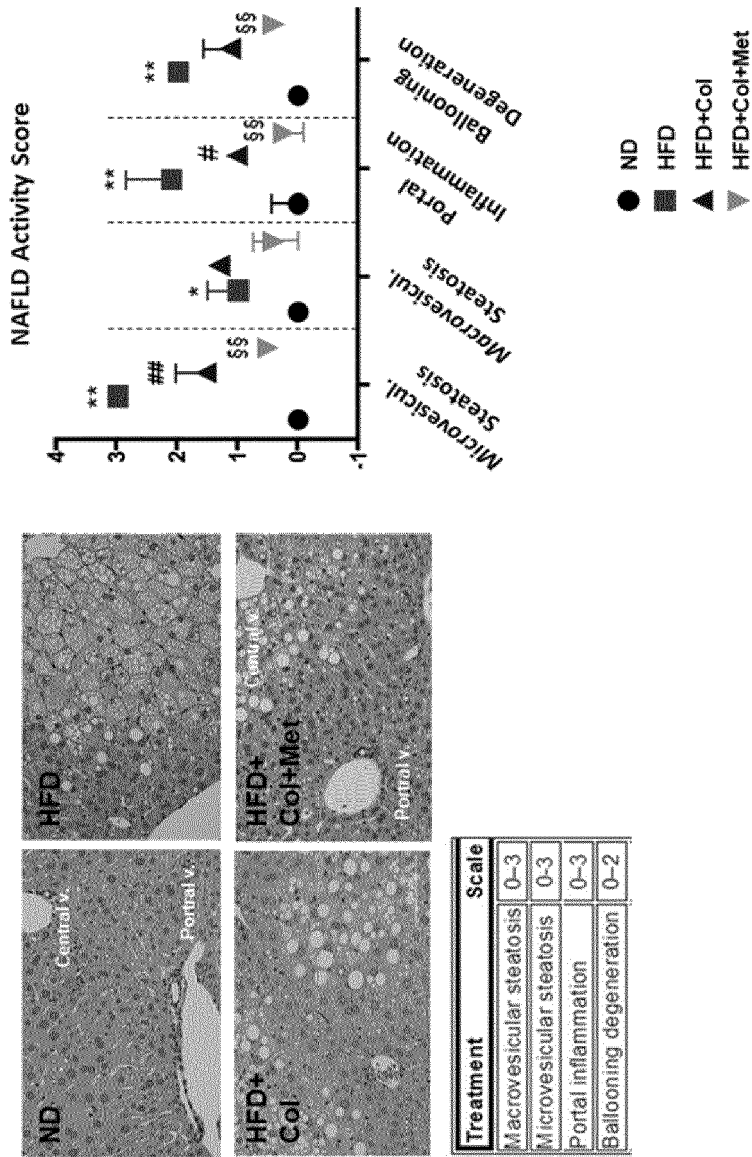 ND
Central v.
Portral v.
HFD
HFD+
Col
HFD+
Col+Met
Central v.
Portral v.
Treatment Scale
Macrovesicular steatosis 0–3
Microvesicular steatosis 0-3
Portal inflammation 0–3
Ballooning degeneration 0–2
NAFLD Activity Score
4
3
2
1
0
-1
**
##
§§
*
**
#
§§
**
§§
Microvesicul.
Steatosis
Macrovesicul.
Steatosis
Portal
Inflammation
Ballooning
Degeneration
ND
HFD
HFD+Col
HFD+Col+Met